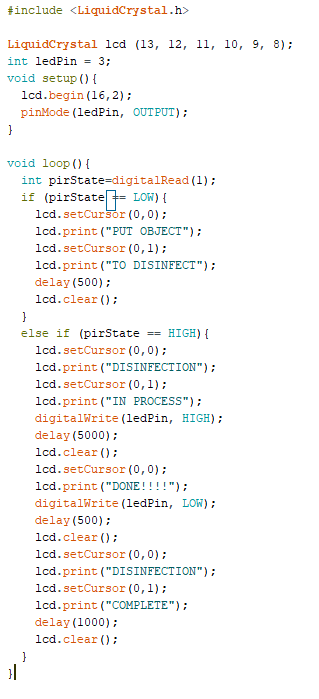 #include <LiquidCrystal.h>

LiquidCrystal lcd (13, 12, 11, 10, 9, 8);
int ledPin = 3;
void setup(){
  lcd.begin(16,2);
  pinMode(ledPin, OUTPUT);
}

void loop(){
  int pirState=digitalRead(1);
  if (pirState == LOW){
    lcd.setCursor(0,0);
    lcd.print("PUT OBJECT");
    lcd.setCursor(0,1);
    lcd.print("TO DISINFECT");
    delay(500);
    lcd.clear();
  }
  else if (pirState == HIGH){
    lcd.setCursor(0,0);
    lcd.print("DISINFECTION");
    lcd.setCursor(0,1);
    lcd.print("IN PROCESS");
    digitalWrite(ledPin, HIGH);
    delay(5000);
    lcd.clear();
    lcd.setCursor(0,0);
    lcd.print("DONE!!!!");
    digitalWrite(ledPin, LOW);
    delay(500);
    lcd.clear();
    lcd.setCursor(0,0);
    lcd.print("DISINFECTION");
    lcd.setCursor(0,1);
    lcd.print("COMPLETE");
    delay(1000);
    lcd.clear();
  }
}